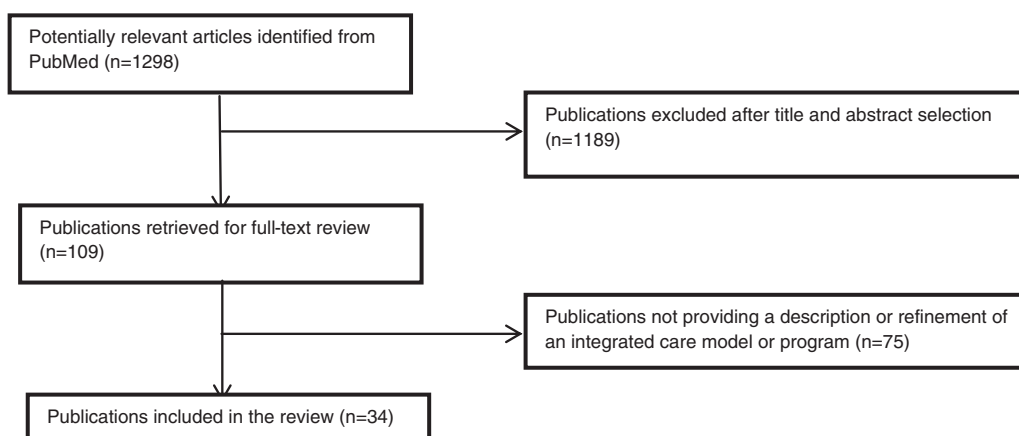 Potentially relevant articles identified from
PubMed (n=1298)
Publications excluded after title and abstract selection
(n=1189)
Publications retrieved for full-text review
(n=109)
Publications not providing a description or refinement of
an integrated care model or program (n=75)
Publications included in the review (n=34)